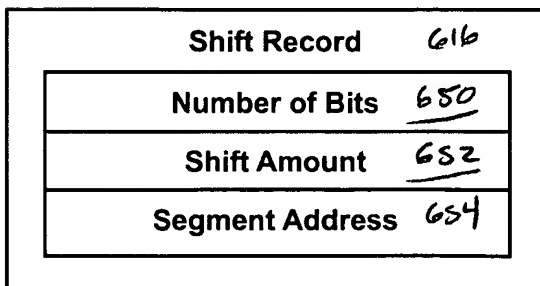 Shift Record 616
Number of Bits 650
Shift Amount 652
Segment Address 654